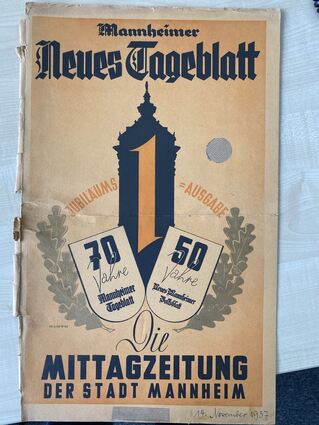 Mannheimer
Neues Tageblatt
JUBILÄUMS = AUSGABE
1
70
Jahre
Mannheimer
Tageblatt
50
Jahre
Neues Mannheimer
Volksblatt
Die
MITTAGZEITUNG
DER STADT MANNHEIM
14. November 1937